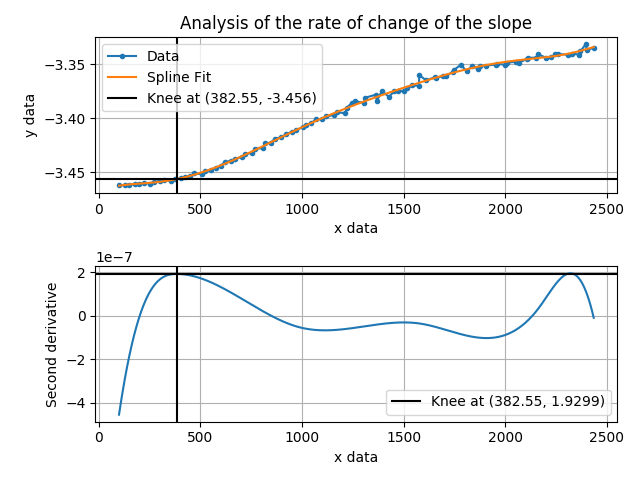 Analysis of the rate of change of the slope
Data
Spline Fit
Knee at (382.55, -3.456)
y data
−3.35
−3.40
−3.45
0
500
1000
1500
2000
2500
x data
1e−7
Second derivative
2
0
−2
−4
Knee at (382.55, 1.9299)
0
500
1000
1500
2000
2500
x data